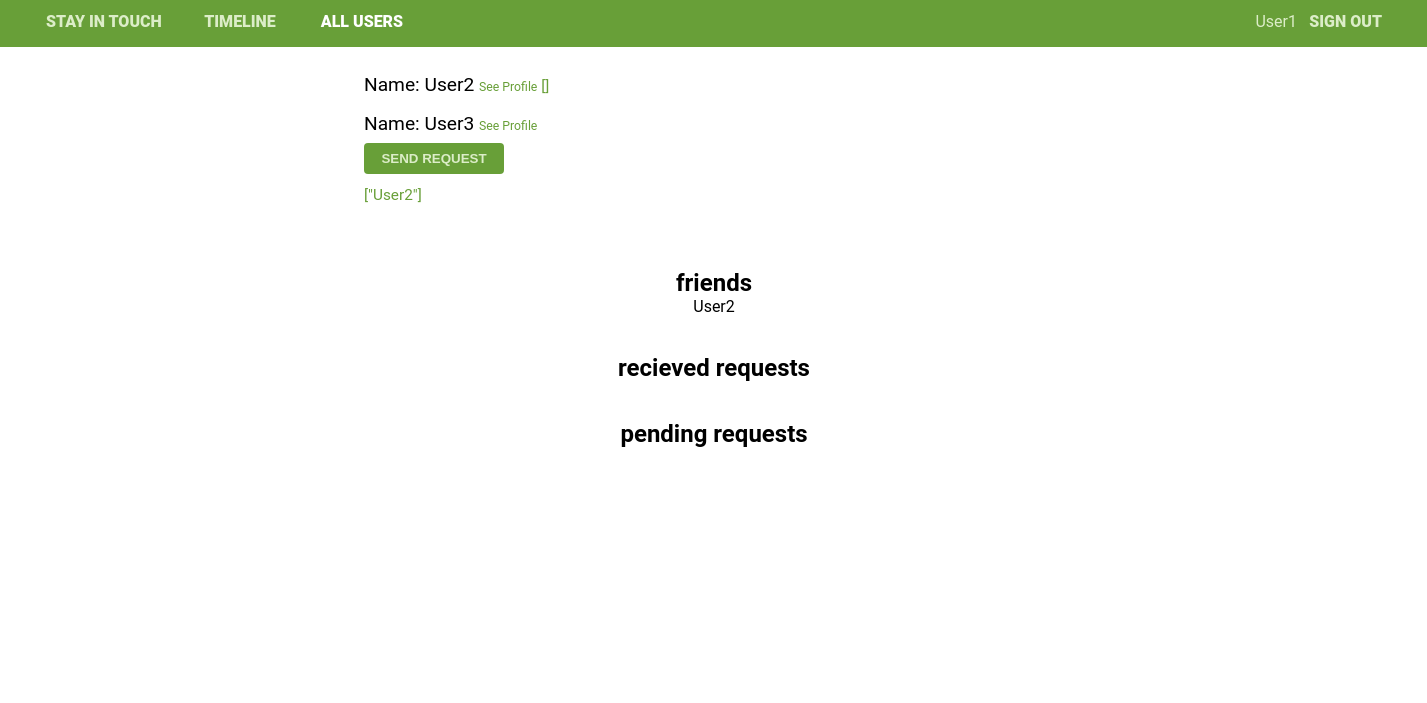 STAY IN TOUCH TIMELINE ALL USERS User1 SIGN OUT
Name: User2 See Profile []
Name: User3 See Profile
SEND REQUEST
["User2"]
friends
User2
recieved requests
pending requests